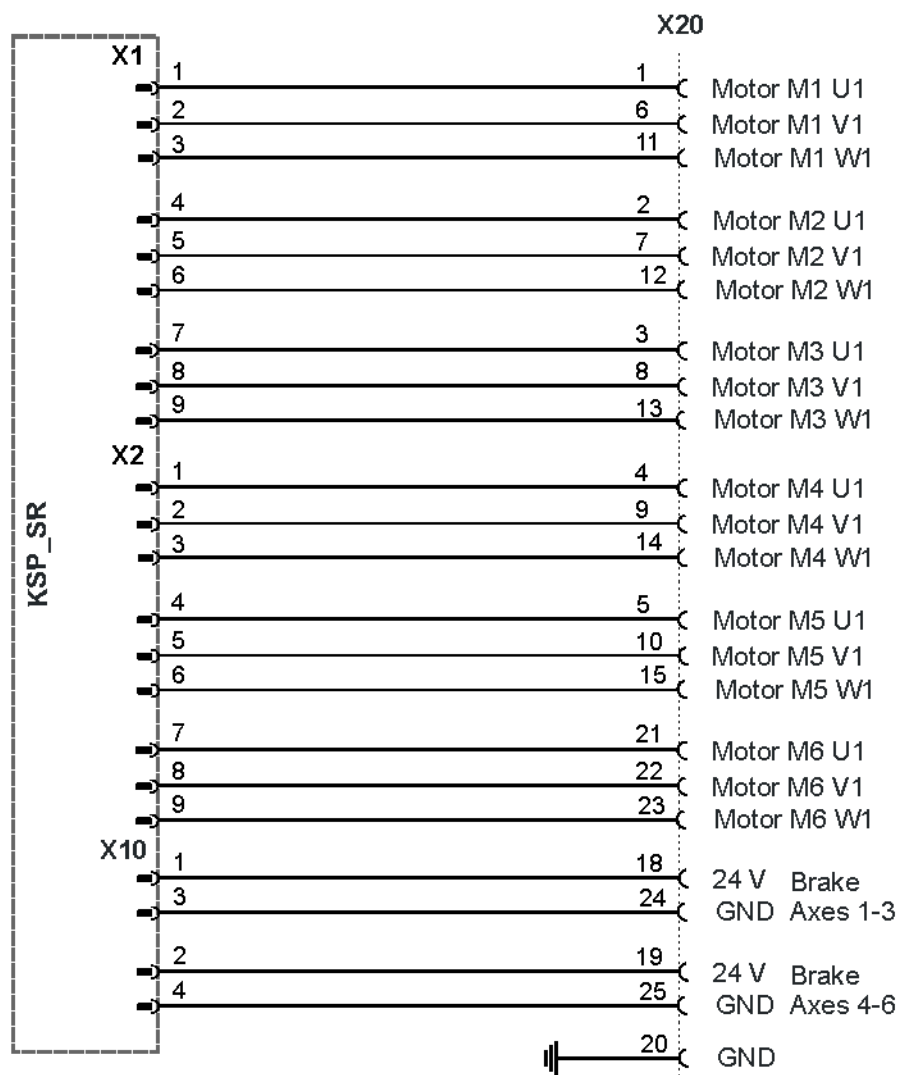 X20
X1
1 1 Motor M1 U1
2 6 Motor M1 V1
3 11 Motor M1 W1
4 2 Motor M2 U1
5 7 Motor M2 V1
6 12 Motor M2 W1
7 3 Motor M3 U1
8 8 Motor M3 V1
9 13 Motor M3 W1
X2
1 4 Motor M4 U1
2 9 Motor M4 V1
3 14 Motor M4 W1
KSP_SR
4 5 Motor M5 U1
5 10 Motor M5 V1
6 15 Motor M5 W1
7 21 Motor M6 U1
8 22 Motor M6 V1
9 23 Motor M6 W1
X10
1 18 24 V Brake
3 24 GND Axes 1-3
2 19 24 V Brake
4 25 GND Axes 4-6
20 GND